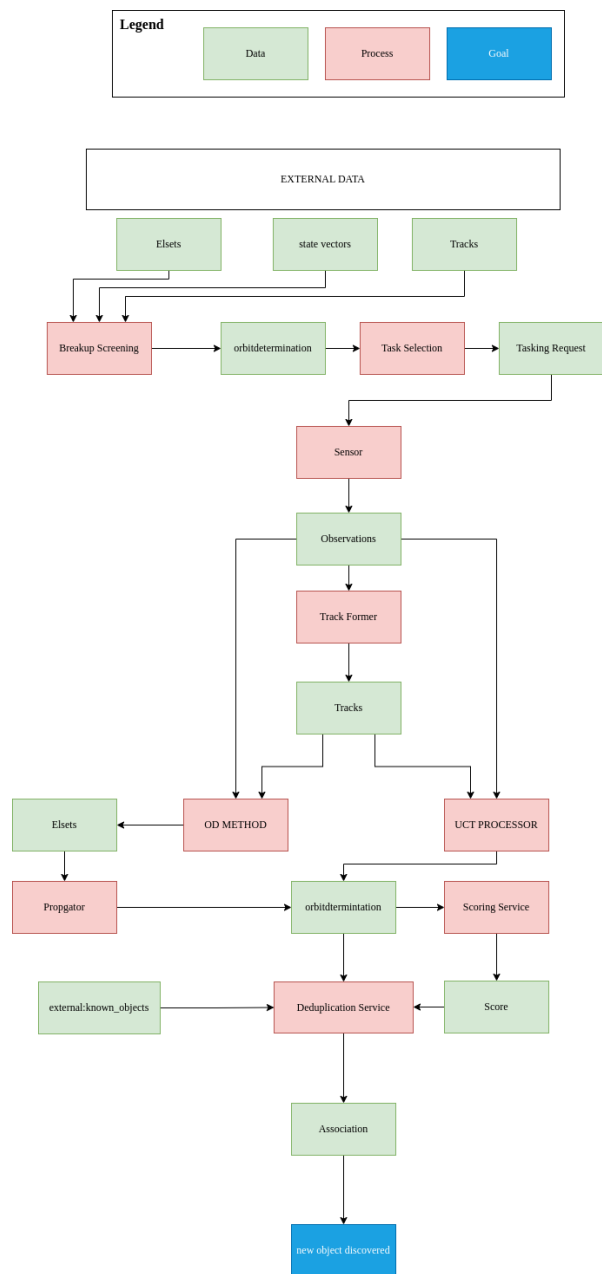 Legend
Data
Process
Goal
EXTERNAL DATA
Elsets
state vectors
Tracks
Breakup Screening
orbitdetermination
Task Selection
Tasking Request
Sensor
Observations
Track Former
Tracks
Elsets
OD METHOD
UCT PROCESSOR
Propgator
orbitdtermintation
Scoring Service
external:known_objects
Deduplication Service
Score
Association
new object discovered